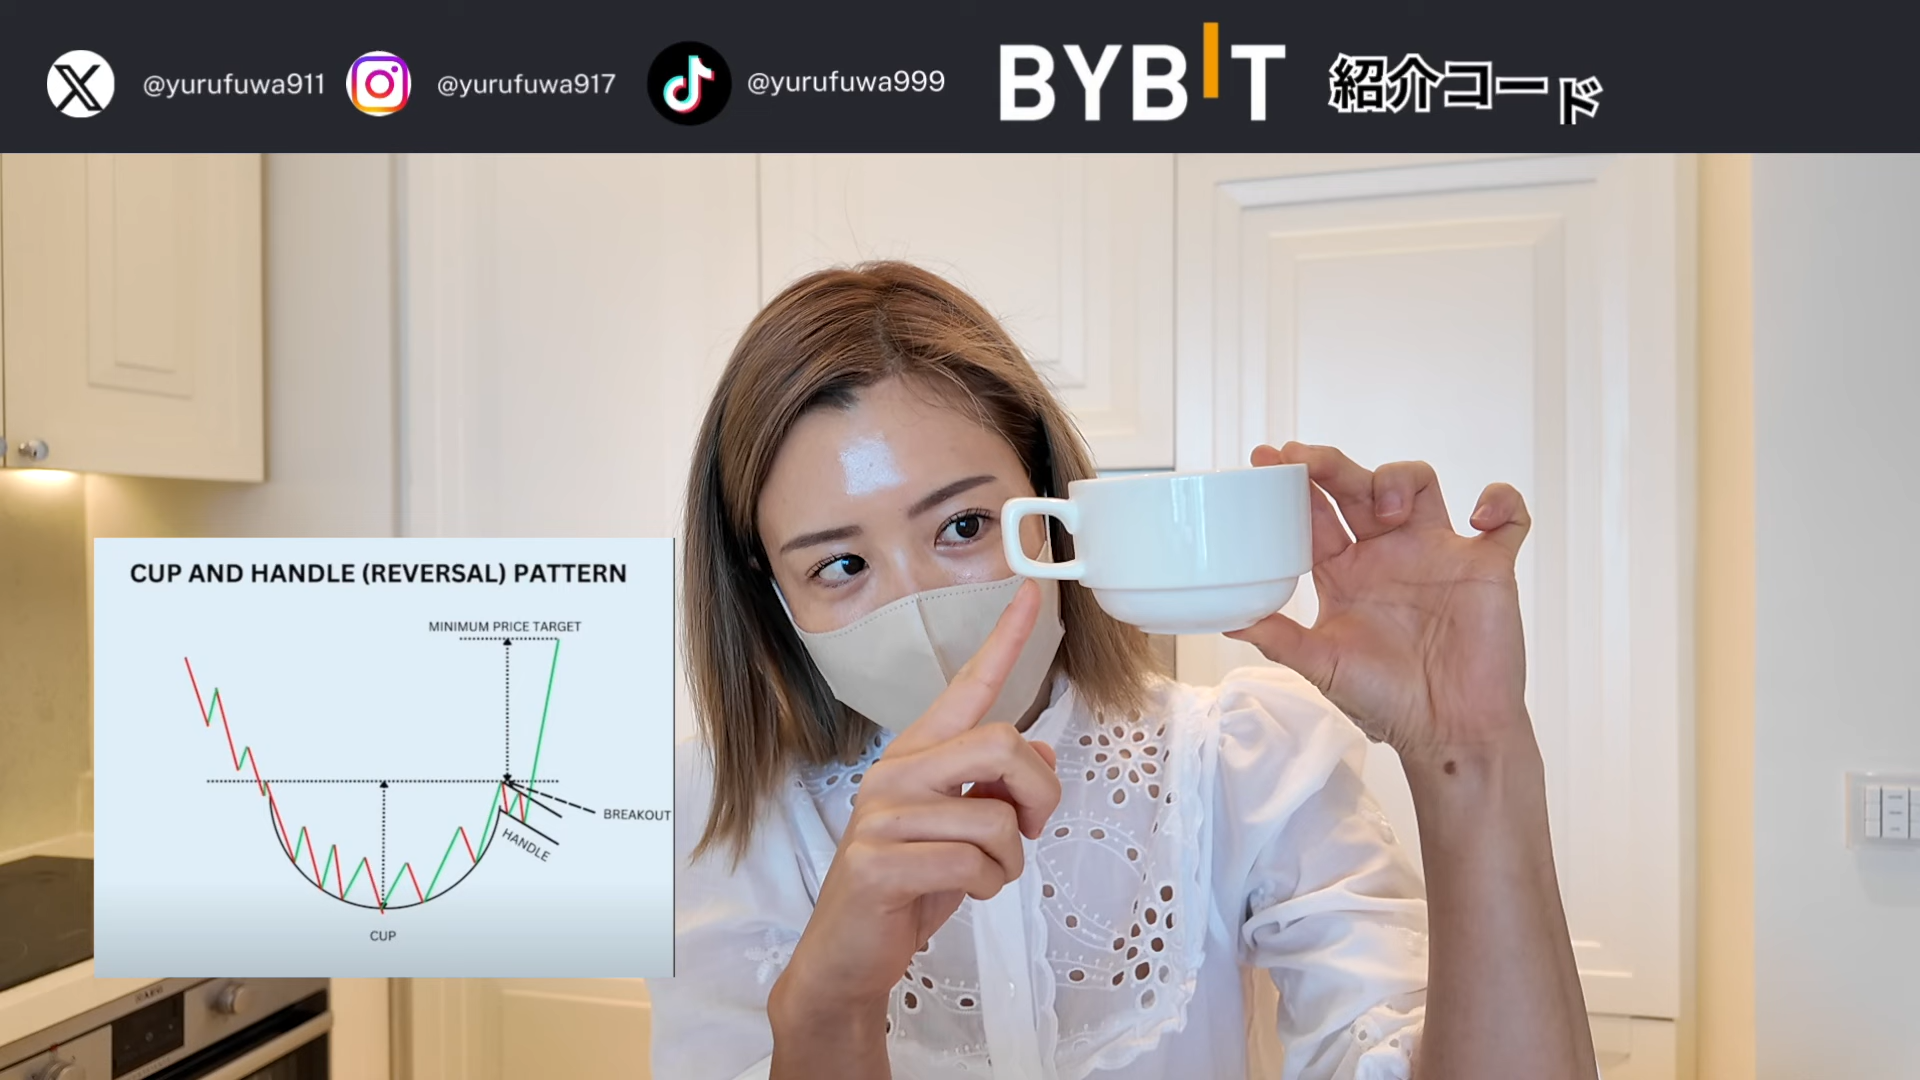 @yurufuwa911
@yurufuwa917
@yurufuwa999
BYBIT
紹介コード
CUP AND HANDLE (REVERSAL) PATTERN
MINIMUM PRICE TARGET
BREAKOUT
HANDLE
CUP